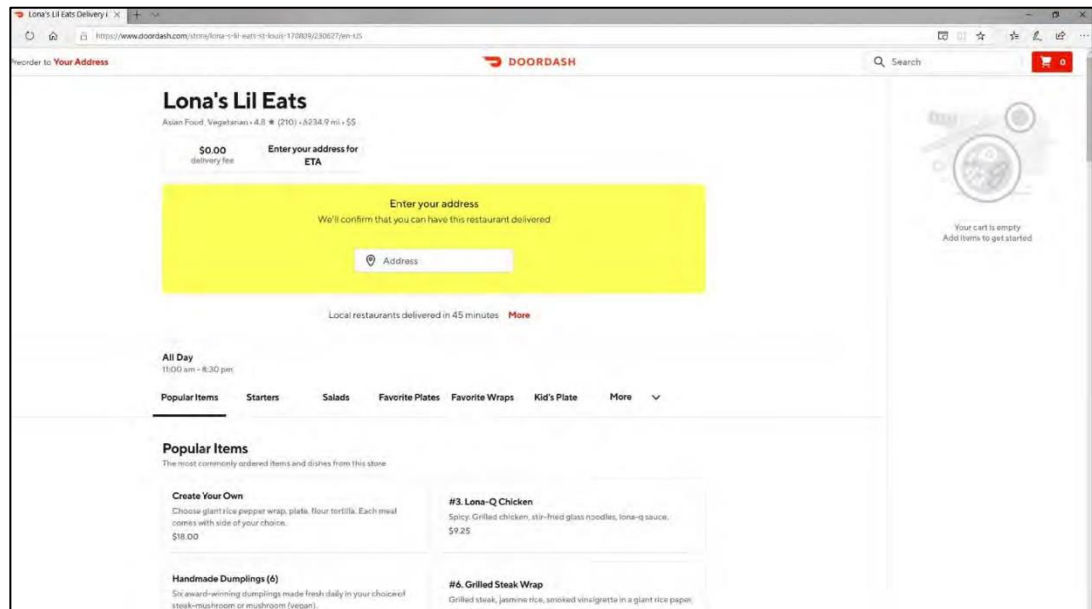 Lona's Lil Eats Delivery i
https://www.doordash.com/store/lona-s-lil-eats-st-louis-170809/230627/en-US
Preorder to Your Address
DOORDASH
Search
0
Lona's Lil Eats
Asian Food, Vegetarian • 4.8 ★ (210) • 6234.9 mi • $$
$0.00
delivery fee
Enter your address for
ETA
Enter your address
We'll confirm that you can have this restaurant delivered
Address
Your cart is empty
Add items to get started
Local restaurants delivered in 45 minutes More
All Day
11:00 am - 8:30 pm
Popular Items Starters Salads Favorite Plates Favorite Wraps Kid's Plate More
Popular Items
The most commonly ordered items and dishes from this store
Create Your Own
Choose giant rice pepper wrap, plate, flour tortilla. Each meal
comes with side of your choice.
$18.00
#3. Lona-Q Chicken
Spicy. Grilled chicken, stir-fried glass noodles, lona-q sauce.
$9.25
Handmade Dumplings (6)
Six award-winning dumplings made fresh daily in your choice of
steak-mushroom or mushroom (vegan).
#6. Grilled Steak Wrap
Grilled steak, jasmine rice, smoked vinaigrette in a giant rice paper,